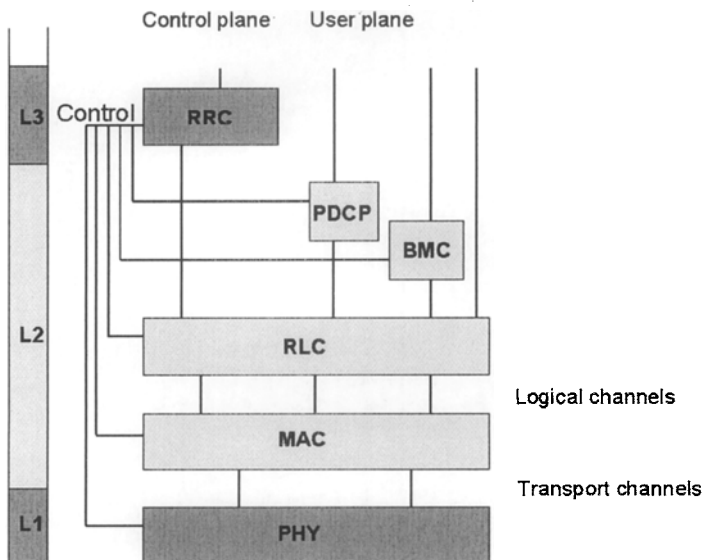 Control plane
User plane
L3
Control
RRC
PDCP
BMC
L2
RLC
Logical channels
MAC
Transport channels
L1
PHY